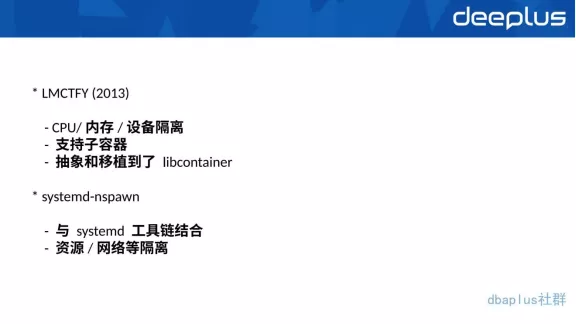 deeplus
* LMCTFY (2013)
- CPU/ 内存 / 设备隔离
- 支持子容器
- 抽象和移植到了 libcontainer
* systemd-nspawn
- 与 systemd 工具链结合
- 资源 / 网络等隔离
dbaplus社群